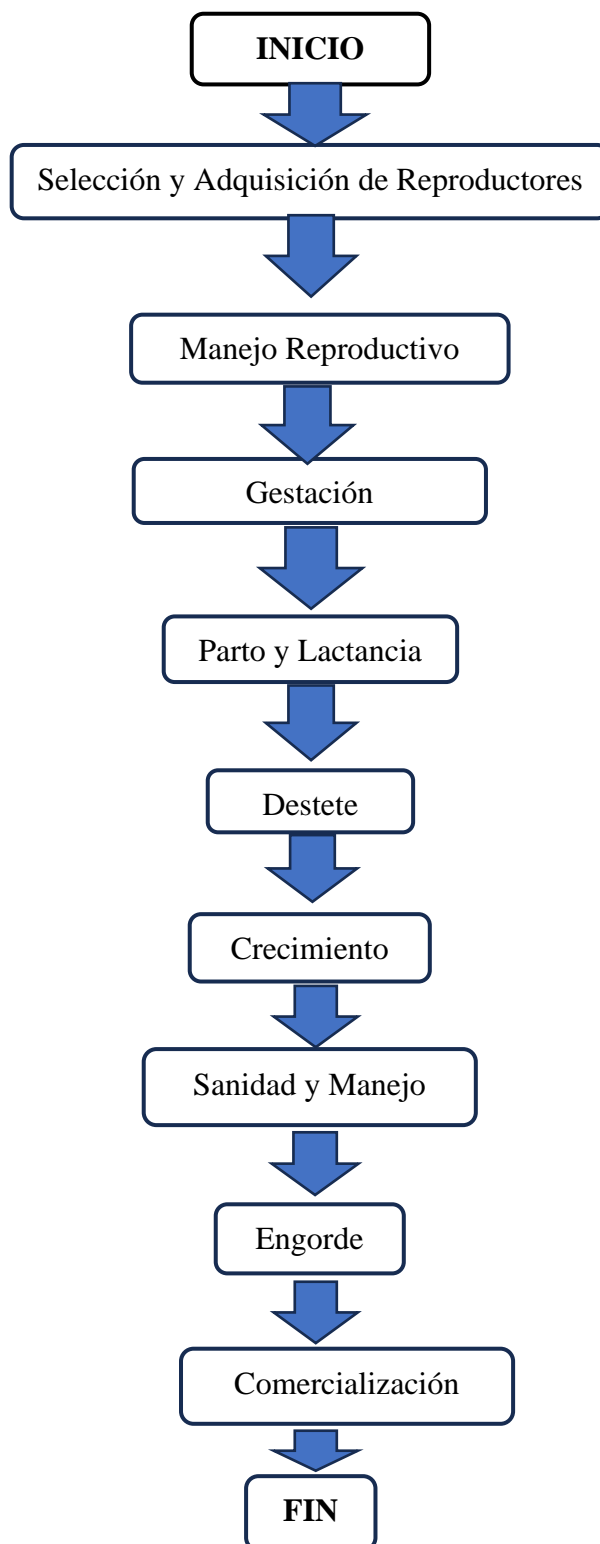 INICIO
Selección y Adquisición de Reproductores
Manejo Reproductivo
Gestación
Parto y Lactancia
Destete
Crecimiento
Sanidad y Manejo
Engorde
Comercialización
FIN